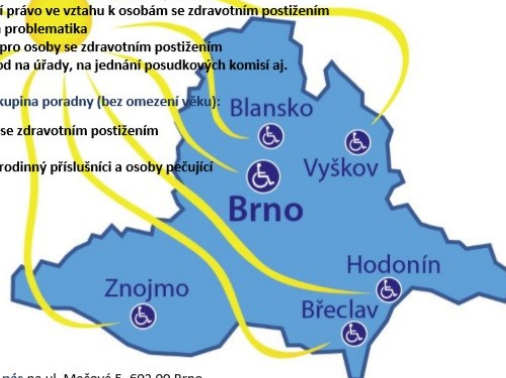 í právo ve vztahu k osobám se zdravotním postižením
problematika
pro osoby se zdravotním postižením
od na úřady, na jednání posudkových komisí aj.
kupina poradny (bez omezení věku):
se zdravotním postižením
rodinný příslušníci a osoby pečující
Blansko
Vyškov
Brno
Hodonín
Znojmo
Břeclav